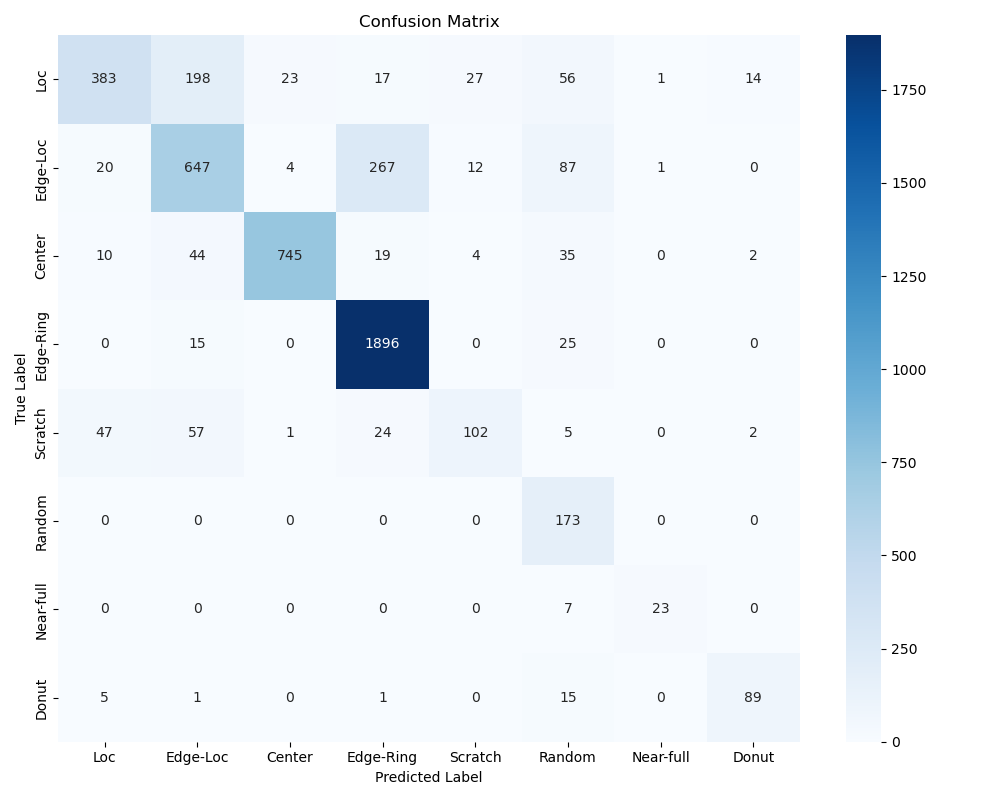 Confusion Matrix
True Label
Loc 383 198 23 17 27 56 1 14
Edge-Loc 20 647 4 267 12 87 1 0
Center 10 44 745 19 4 35 0 2
Edge-Ring 0 15 0 1896 0 25 0 0
Scratch 47 57 1 24 102 5 0 2
Random 0 0 0 0 0 173 0 0
Near-full 0 0 0 0 0 7 23 0
Donut 5 1 0 1 0 15 0 89
Loc Edge-Loc Center Edge-Ring Scratch Random Near-full Donut
Predicted Label
1750
1500
1250
1000
750
500
250
0